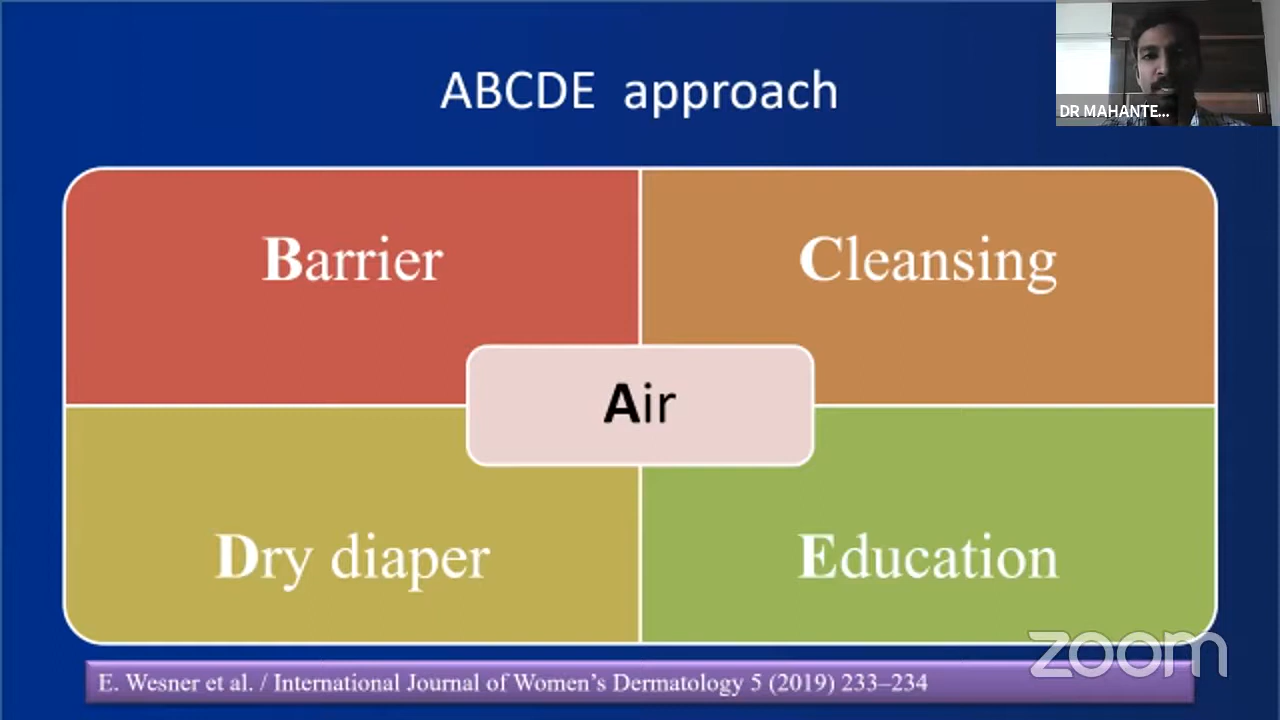 ABCDE approach
DR MAHANTE...
Barrier
Cleansing
Air
Dry diaper
Education
zoom
E. Wesner et al. / International Journal of Women's Dermatology 5 (2019) 233–234